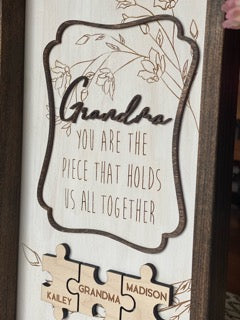 Grandma
YOU ARE THE
PIECE THAT HOLDS
US ALL TOGETHER
KAILEY GRANDMA MADISON